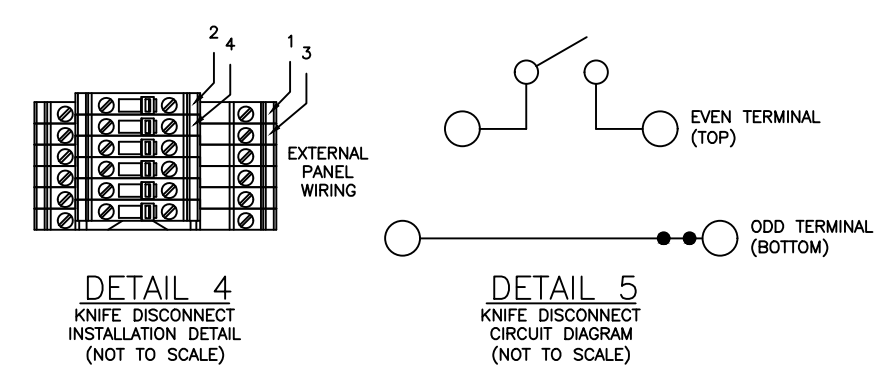 2
4
1
3
EXTERNAL
PANEL
WIRING
DETAIL 4
KNIFE DISCONNECT
INSTALLATION DETAIL
(NOT TO SCALE)
EVEN TERMINAL
(TOP)
ODD TERMINAL
(BOTTOM)
DETAIL 5
KNIFE DISCONNECT
CIRCUIT DIAGRAM
(NOT TO SCALE)